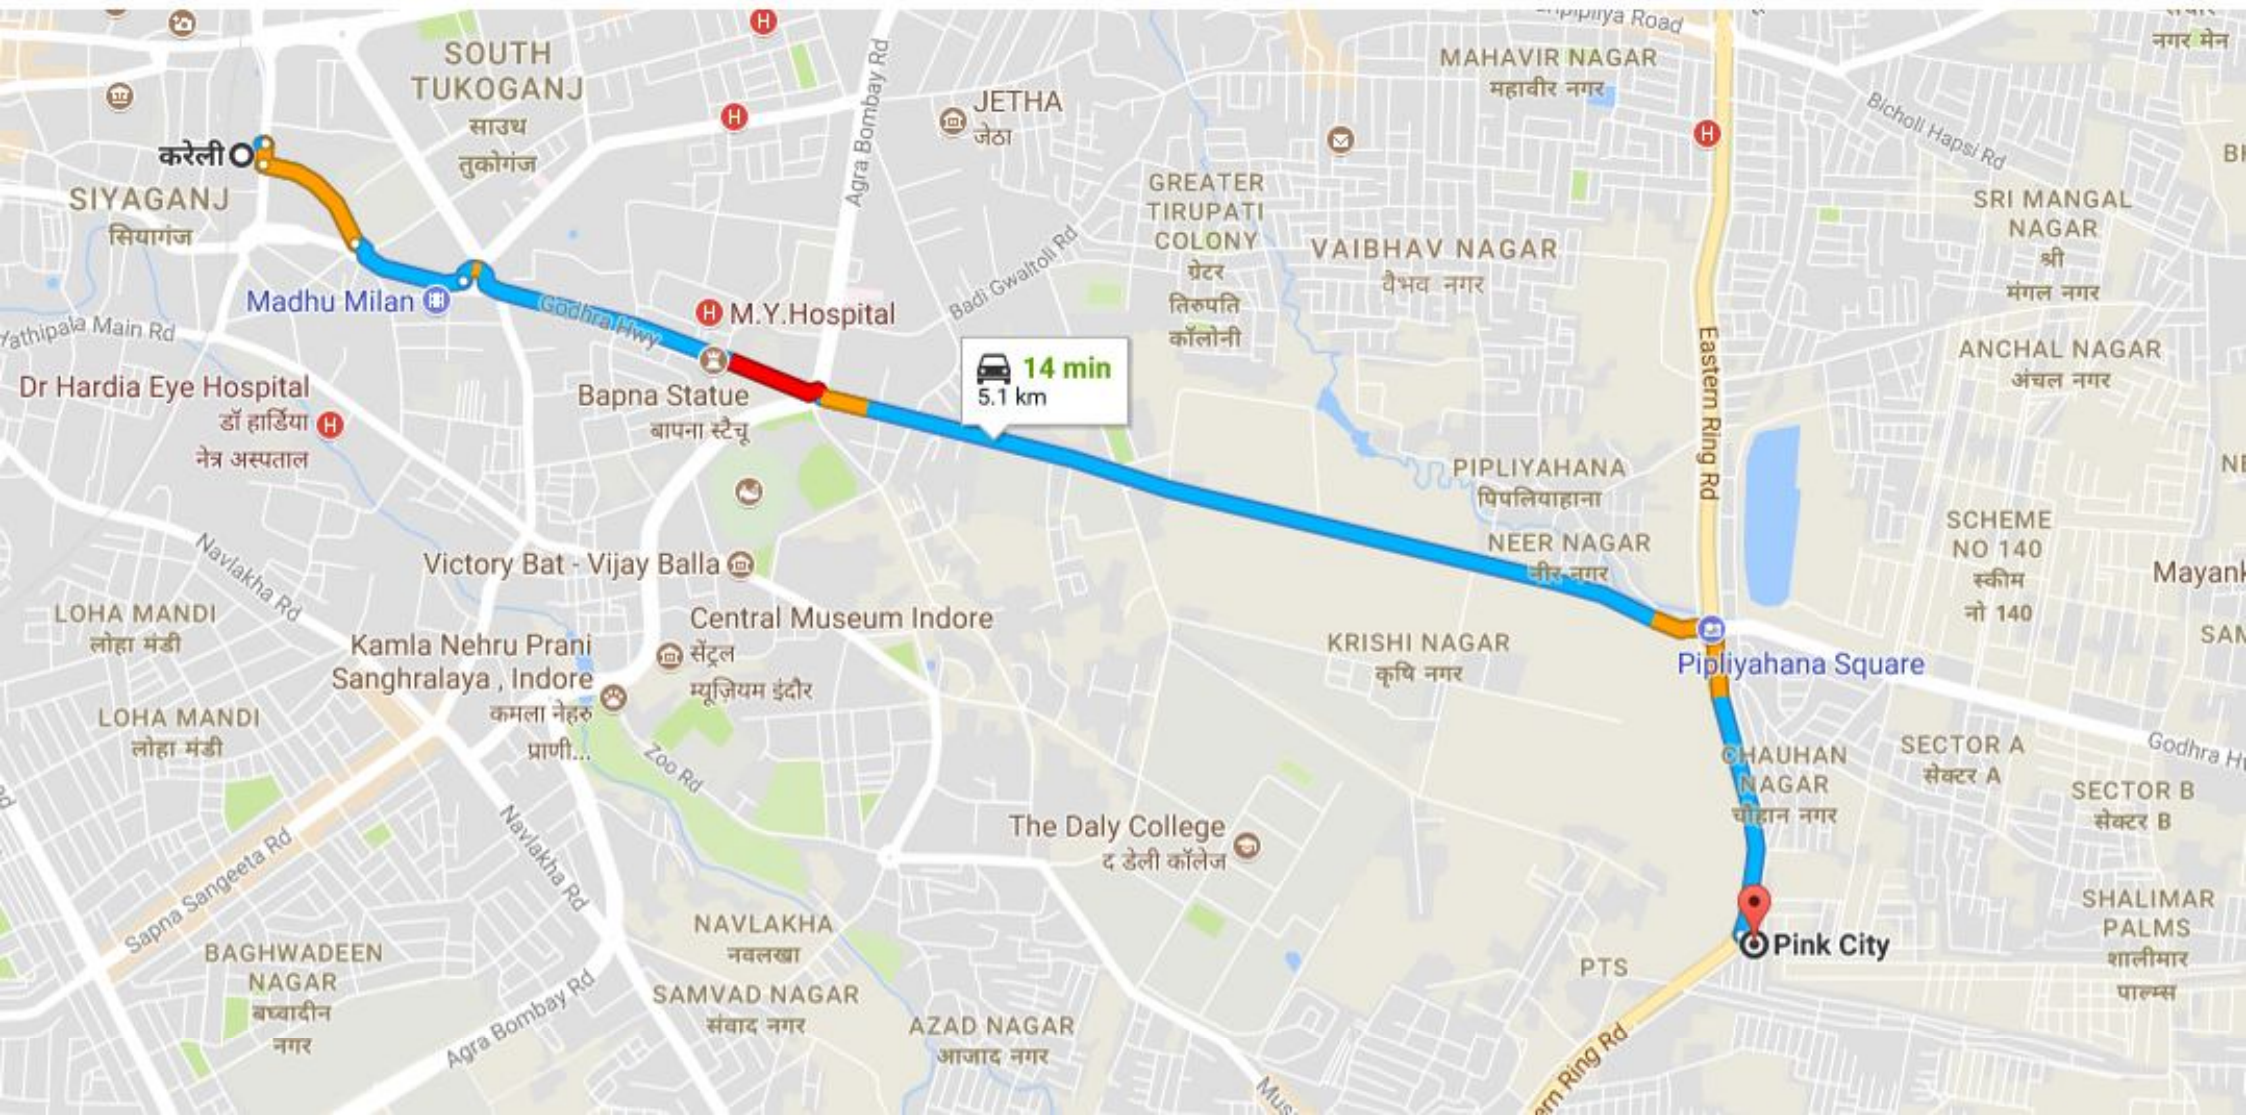 SOUTH
TUKOGANJ
साउथ
तुकोगंज
JETHA
जेठा
Agra Bombay Rd
MAHAVIR NAGAR
महावीर नगर
नगर मेन
Bicholi Hapsi Rd
करेली
SIYAGANJ
सियागंज
GREATER
TIRUPATI
COLONY
ग्रेटर
तिरुपति
कॉलोनी
VAIBHAV NAGAR
वैभव नगर
SRI MANGAL
NAGAR
श्री
मंगल नगर
Badi Gwaltoli Rd
Madhu Milan
Godhra Hwy
M.Y.Hospital
Main Rd
Eastern Ring Rd
ANCHAL NAGAR
अंचल नगर
14 min
5.1 km
Dr Hardia Eye Hospital
डॉ हार्डिया
नेत्र अस्पताल
Bapna Statue
बापना स्टैचू
PIPLIYAHANA
पिपलियाहाना
SCHEME
NO 140
स्कीम
नो 140
NEER NAGAR
नीर नगर
Victory Bat - Vijay Balla
Navlakha Rd
LOHA MANDI
लोहा मंडी
Central Museum Indore
सेंट्रल
म्यूज़ियम इंदौर
Kamla Nehru Prani
Sanghralaya , Indore
कमला नेहरु
प्राणी...
KRISHI NAGAR
कृषि नगर
Pipliyahana Square
LOHA MANDI
लोहा मंडी
Zoo Rd
CHAUHAN
NAGAR
चौहान नगर
SECTOR A
सेक्टर A
Godhra
SECTOR B
सेक्टर B
Navlakha Rd
The Daly College
द डेली कॉलेज
Sapna Sangeeta Rd
SHALIMAR
PALMS
शालीमार
पाल्म्स
NAVLAKHA
नवलखा
Pink City
PTS
BAGHWADEEN
NAGAR
बघ्वादीन
नगर
SAMVAD NAGAR
संवाद नगर
Agra Bombay Rd
AZAD NAGAR
आजाद नगर
Ring Rd